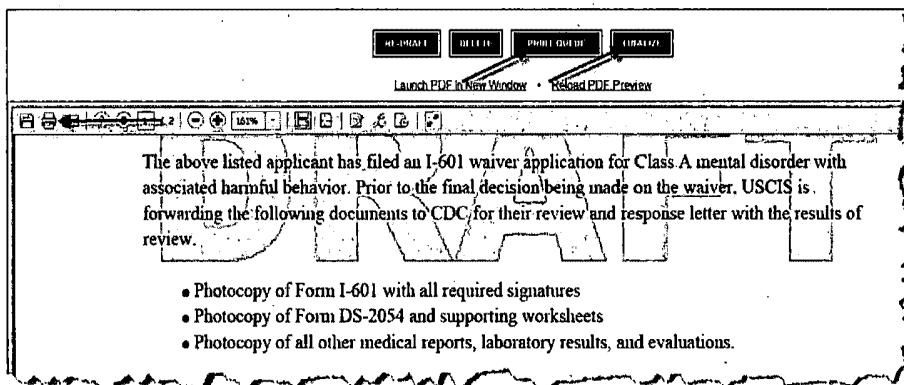 RE-DRAFT DELETE PRINT QUEUE FINALIZE
Launch PDF in New Window • Reload PDF Preview
2 161%
DRAFT
The above listed applicant has filed an I-601 waiver application for Class A mental disorder with
associated harmful behavior. Prior to the final decision being made on the waiver, USCIS is
forwarding the following documents to CDC for their review and response letter with the results of
review.
• Photocopy of Form I-601 with all required signatures
• Photocopy of Form DS-2054 and supporting worksheets
• Photocopy of all other medical reports, laboratory results, and evaluations.